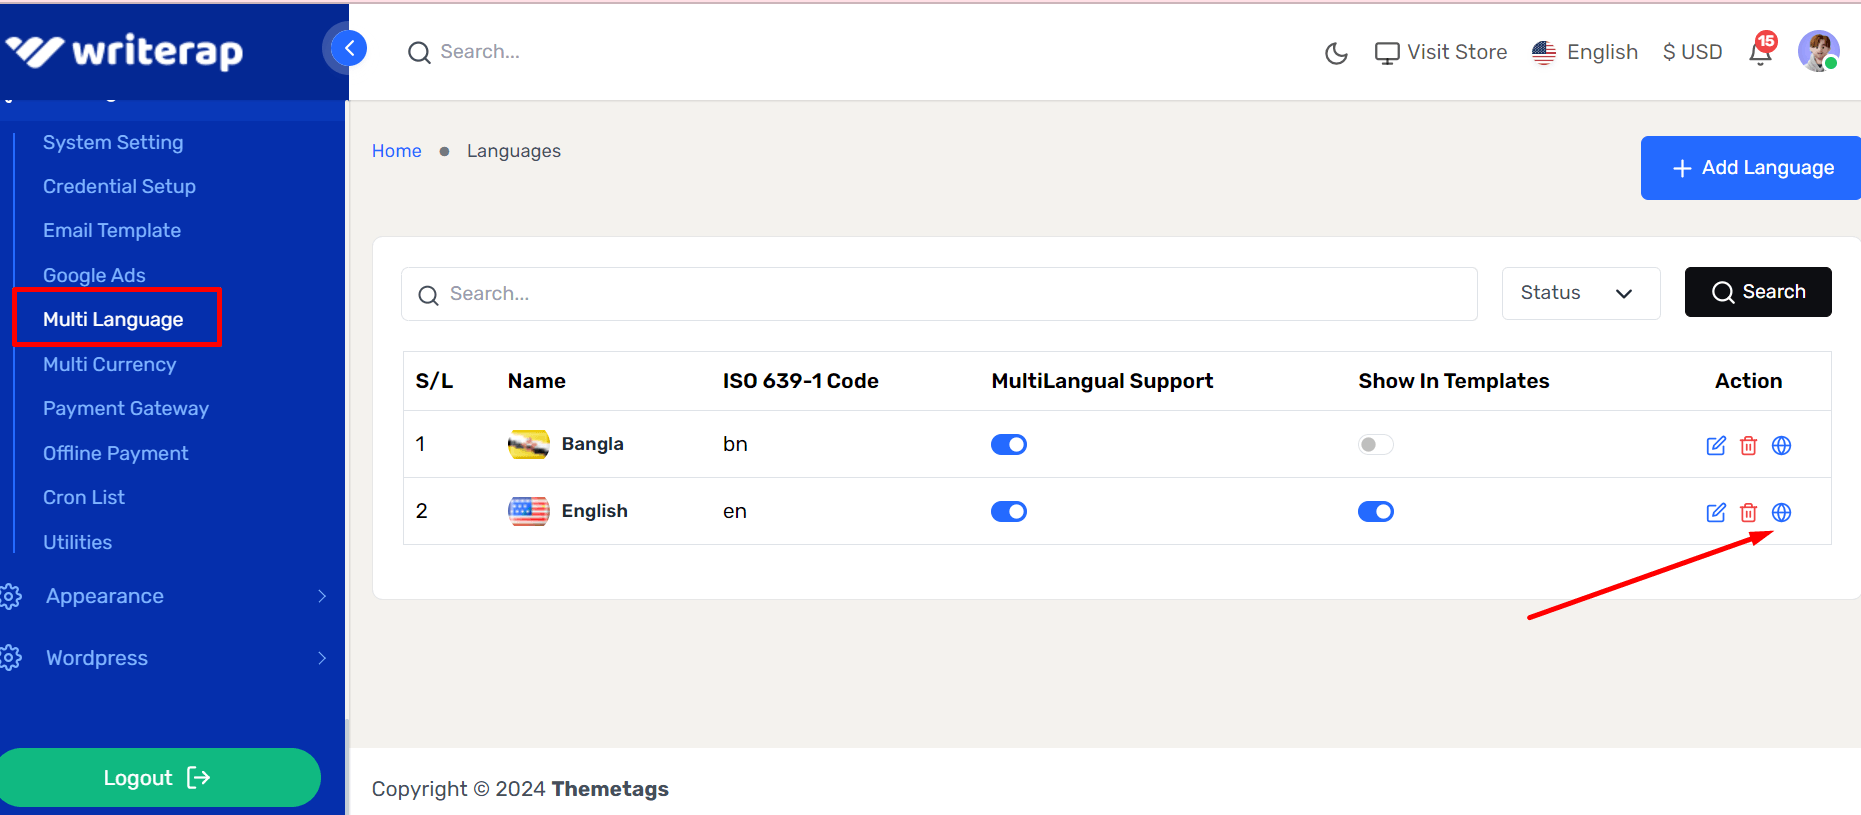 writerap
Search...
Visit Store
English
$ USD
15
System Setting
Credential Setup
Email Template
Google Ads
Multi Language
Multi Currency
Payment Gateway
Offline Payment
Cron List
Utilities
Appearance
Wordpress
Logout
Home
Languages
Add Language
Search...
Status
Search
S/L Name ISO 639-1 Code MultiLangual Support Show In Templates Action
1 Bangla bn
2 English en
Copyright © 2024 Themetags